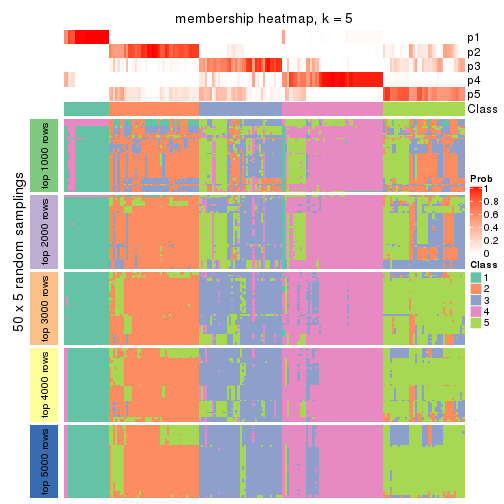 membership heatmap, k = 5
p1
p2
p3
p4
p5
Class
50 x 5 random samplings
top 1000 rows
top 2000 rows
top 3000 rows
top 4000 rows
top 5000 rows
Prob
1
0.8
0.6
0.4
0.2
0
Class
1
2
3
4
5